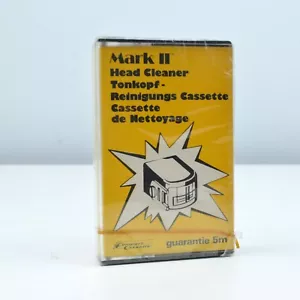 Mark II
Head Cleaner
Tonkopf-
Reinigungs Cassette
Cassette
de Nettoyage
guarantie 5m